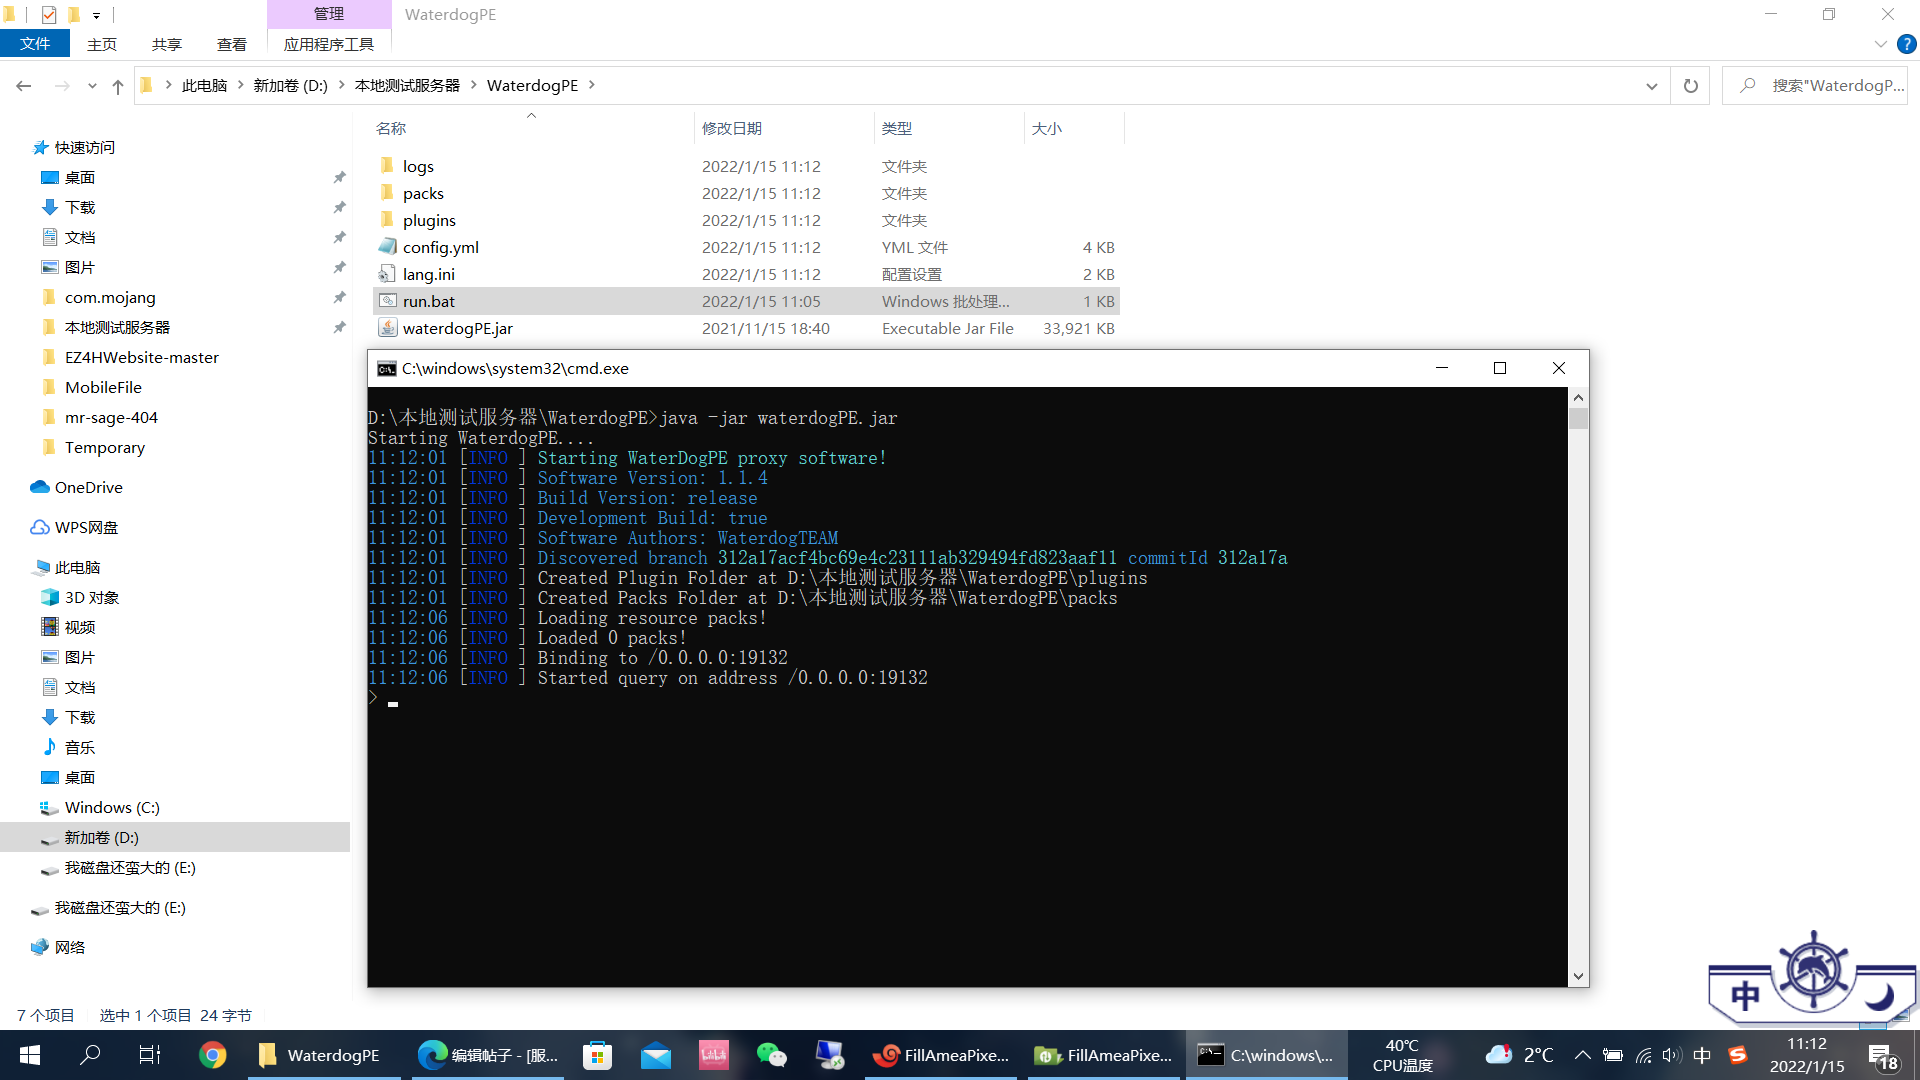 管理
WaterdogPE
文件
主页
共享
查看
应用程序工具
此电脑
新加卷 (D:)
本地测试服务器
WaterdogPE
搜索"WaterdogP...
名称
修改日期
类型
大小
快速访问
桌面
下载
文档
图片
com.mojang
本地测试服务器
EZ4HWebsite-master
MobileFile
mr-sage-404
Temporary
OneDrive
WPS网盘
此电脑
3D 对象
视频
图片
文档
下载
音乐
桌面
Windows (C:)
新加卷 (D:)
我磁盘还蛮大的 (E:)
我磁盘还蛮大的 (E:)
网络
logs 2022/1/15 11:12 文件夹
packs 2022/1/15 11:12 文件夹
plugins 2022/1/15 11:12 文件夹
config.yml 2022/1/15 11:12 YML 文件 4 KB
lang.ini 2022/1/15 11:12 配置设置 2 KB
run.bat 2022/1/15 11:05 Windows 批处理... 1 KB
waterdogPE.jar 2021/11/15 18:40 Executable Jar File 33,921 KB
C:\windows\system32\cmd.exe
D:\本地测试服务器\WaterdogPE>java -jar waterdogPE.jar
Starting WaterdogPE....
11:12:01 [INFO ] Starting WaterDogPE proxy software!
11:12:01 [INFO ] Software Version: 1.1.4
11:12:01 [INFO ] Build Version: release
11:12:01 [INFO ] Development Build: true
11:12:01 [INFO ] Software Authors: WaterdogTEAM
11:12:01 [INFO ] Discovered branch 312a17acf4bc69e4c23111ab329494fd823aaf11 commitId 312a17a
11:12:01 [INFO ] Created Plugin Folder at D:\本地测试服务器\WaterdogPE\plugins
11:12:01 [INFO ] Created Packs Folder at D:\本地测试服务器\WaterdogPE\packs
11:12:06 [INFO ] Loading resource packs!
11:12:06 [INFO ] Loaded 0 packs!
11:12:06 [INFO ] Binding to /0.0.0.0:19132
11:12:06 [INFO ] Started query on address /0.0.0.0:19132
>
中
7 个项目 选中 1 个项目 24 字节
WaterdogPE
编辑帖子 - [服...
FillAmeaPixe...
FillAmeaPixe...
C:\windows\...
40℃
CPU温度
2°C
中
11:12
2022/1/15
18